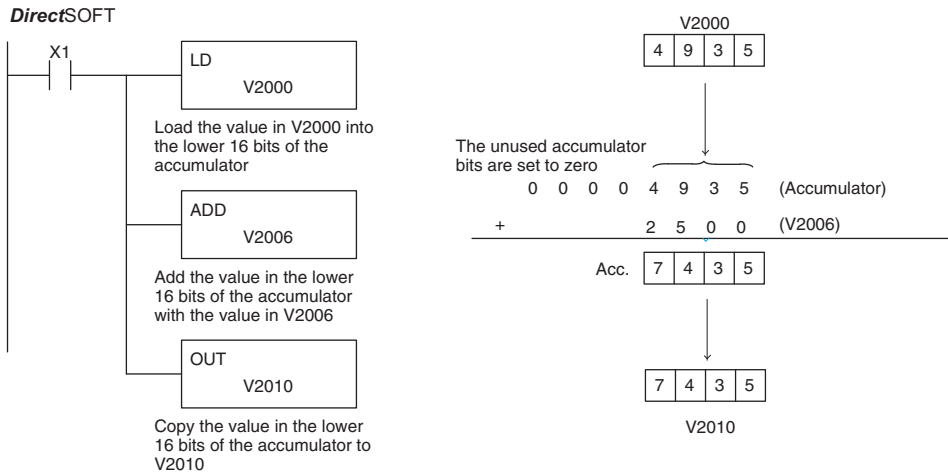 DirectSOFT
X1
LD
V2000
Load the value in V2000 into
the lower 16 bits of the
accumulator
ADD
V2006
Add the value in the lower
16 bits of the accumulator
with the value in V2006
OUT
V2010
Copy the value in the lower
16 bits of the accumulator to
V2010
V2000
4 9 3 5
The unused accumulator
bits are set to zero
0 0 0 0 4 9 3 5 (Accumulator)
+ 2 5 0 0 (V2006)
Acc. 7 4 3 5
7 4 3 5
V2010